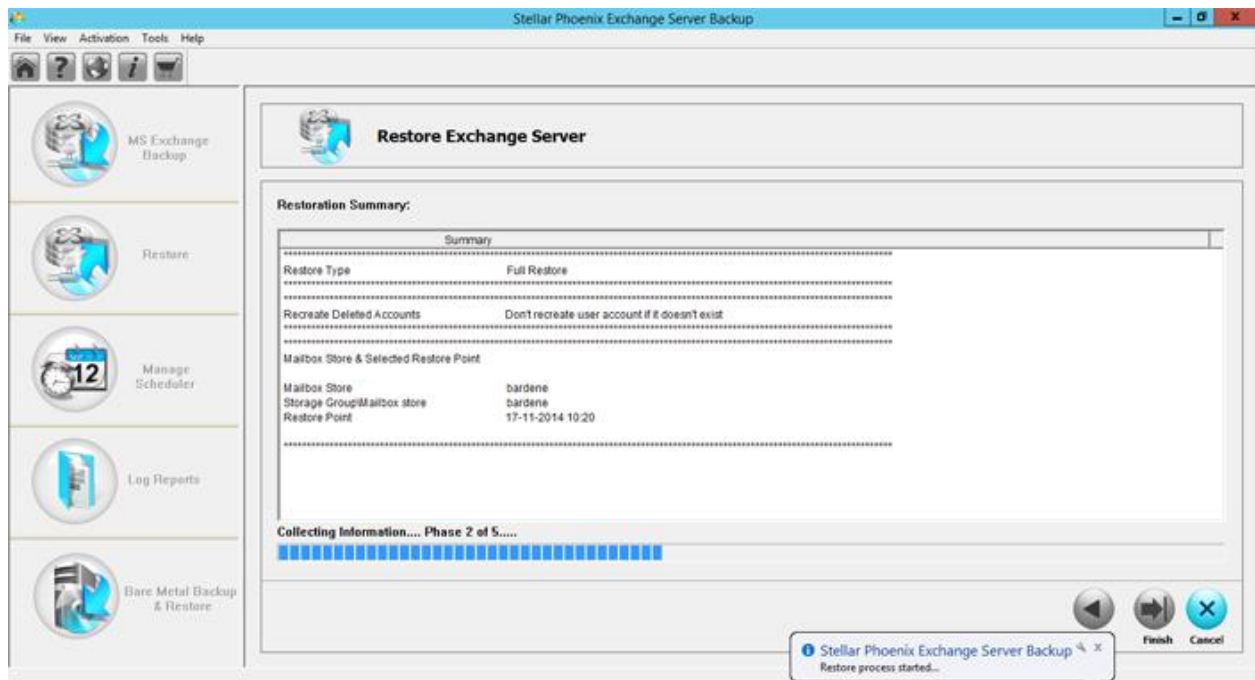 Stellar Phoenix Exchange Server Backup
File View Activation Tools Help
MS Exchange
Backup
Restore
Manage
Scheduler
12
Log Reports
Bare Metal Backup
& Restore
Restore Exchange Server
Restoration Summary:
Summary
********************************************************************************
Restore Type Full Restore
********************************************************************************
********************************************************************************
Recreate Deleted Accounts Don't recreate user account if it doesn't exist
********************************************************************************
********************************************************************************
Mailbox Store & Selected Restore Point
Mailbox Store bardene
Storage Group\Mailbox store bardene
Restore Point 17-11-2014 10:20
********************************************************************************
Collecting Information.... Phase 2 of 5.....
Finish Cancel
Stellar Phoenix Exchange Server Backup
Restore process started...